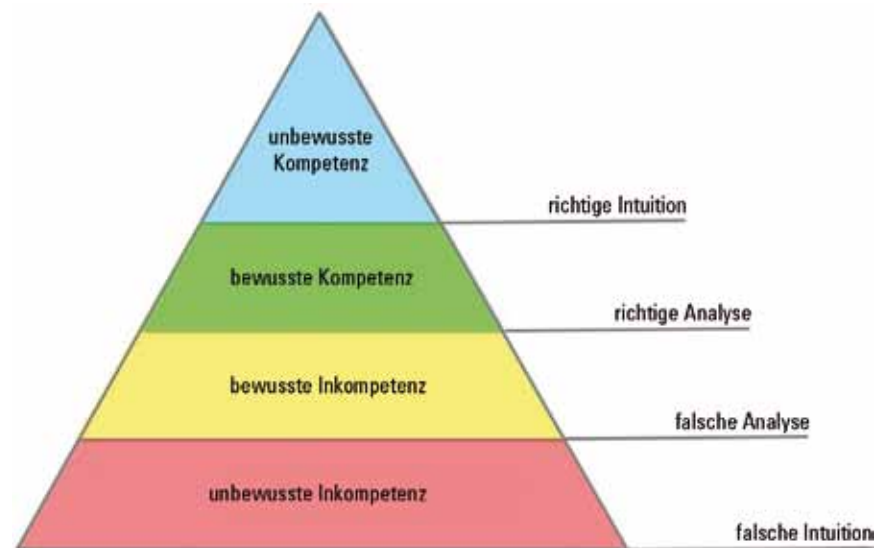 unbewusste
Kompetenz
richtige Intuition
bewusste Kompetenz
richtige Analyse
bewusste Inkompetenz
falsche Analyse
unbewusste Inkompetenz
falsche Intuition